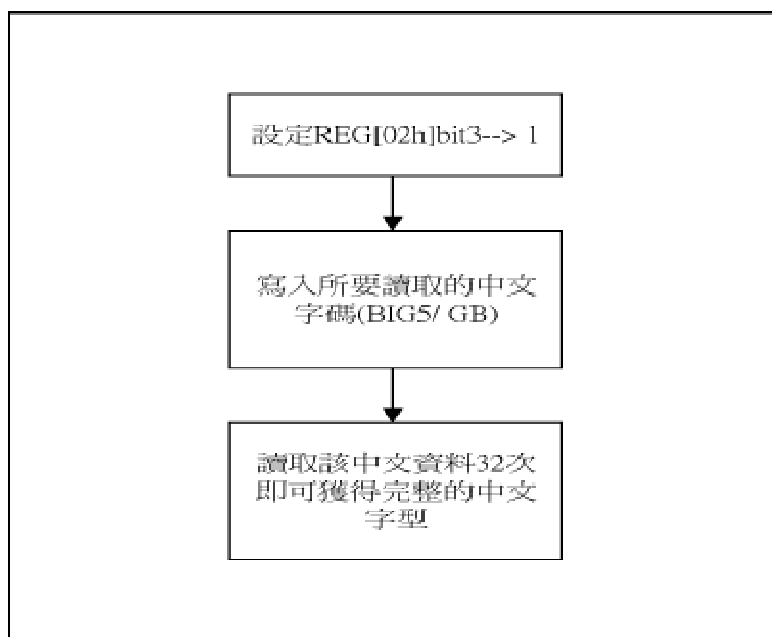 設定REG[02h]bit3--> 1
寫入所要讀取的中文
字碼(BIG5/ GB)
讀取該中文資料32次
即可獲得完整的中文
字型